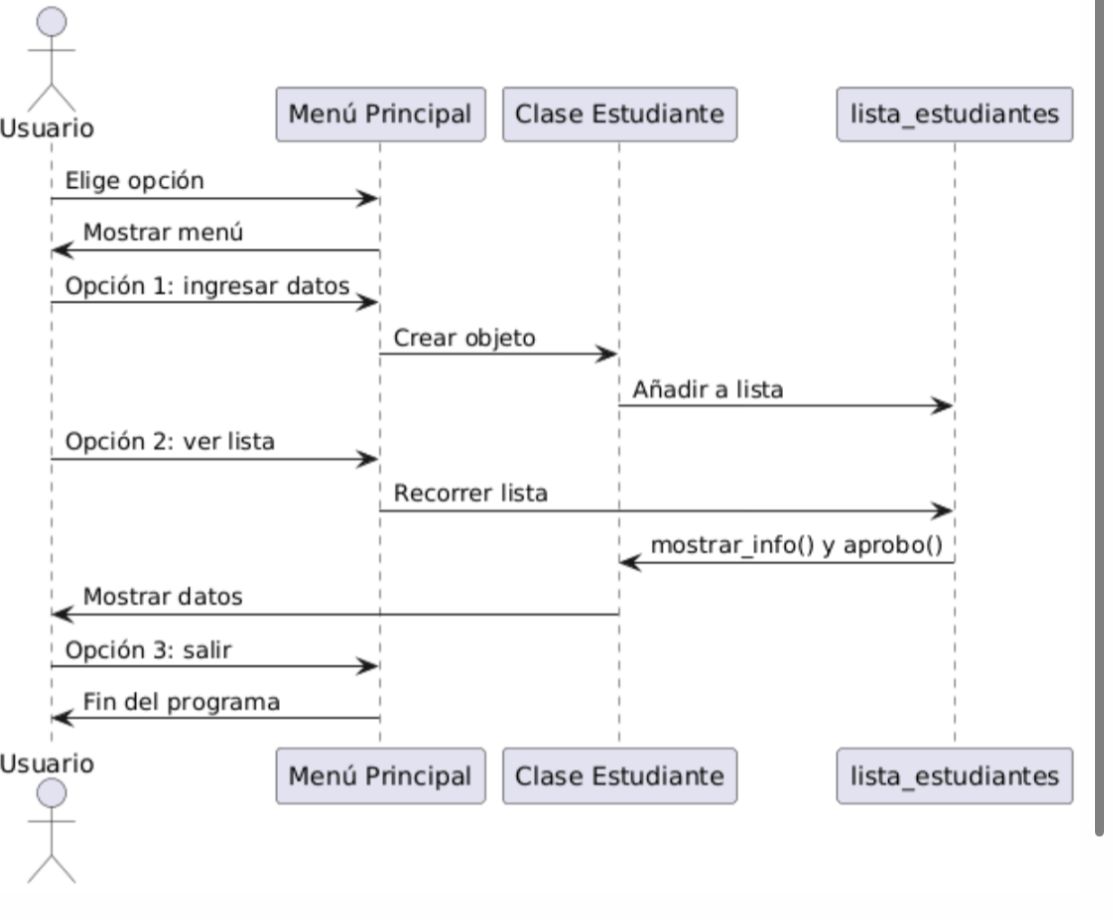 Usuario
Menú Principal
Clase Estudiante
lista_estudiantes
Elige opción
Mostrar menú
Opción 1: ingresar datos
Crear objeto
Añadir a lista
Opción 2: ver lista
Recorrer lista
mostrar_info() y aprobo()
Mostrar datos
Opción 3: salir
Fin del programa
Usuario
Menú Principal
Clase Estudiante
lista_estudiantes